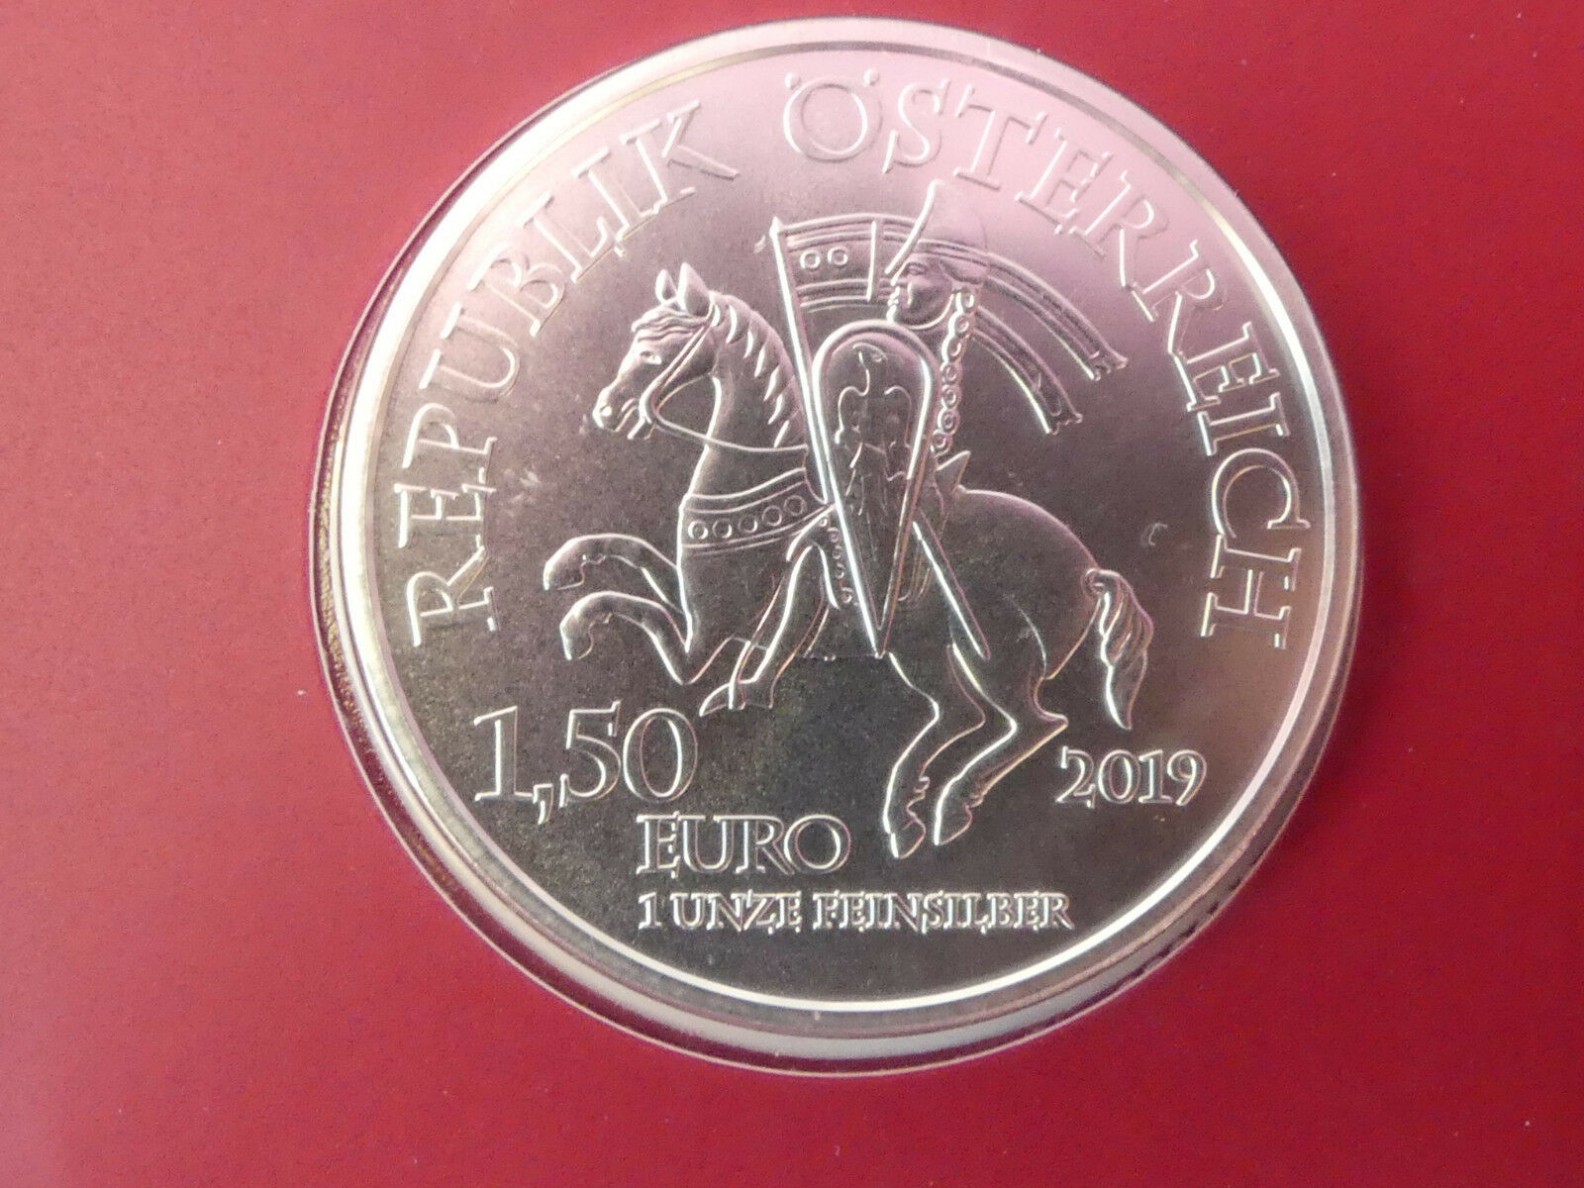 REPUBLIK ÖSTERREICH
1,50
EURO
2019
1 UNZE FEINSILBER